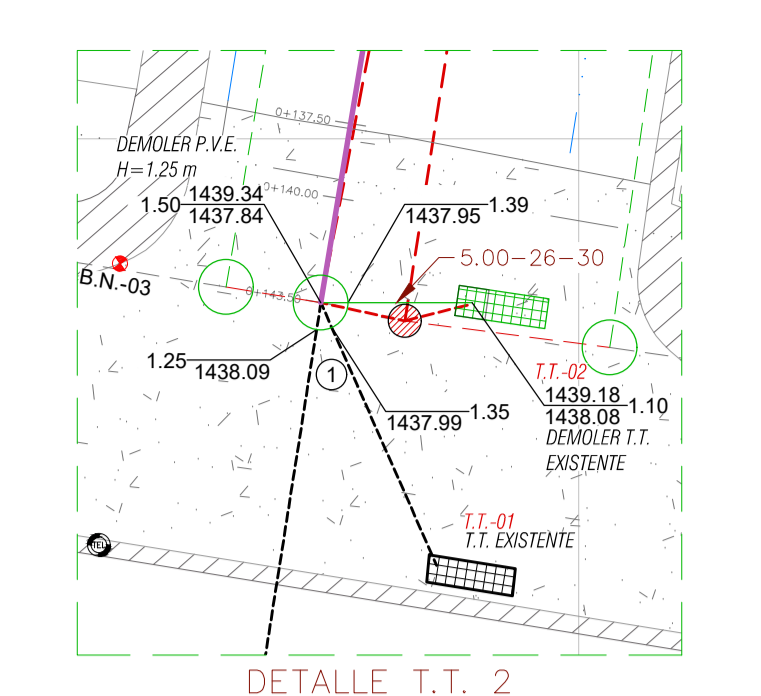 0+137.50
DEMOLER P.V.E.
H=1.25 m
0+140.00
1439.34
1.50
1437.84
1.39
1437.95
5.00-26-30
B.N.-03
0+143.50
1.25
1438.09
1
T.T.-02
1439.18
1.10
1438.08
1.35
1437.99
DEMOLER T.T.
EXISTENTE
T.T.-01
T.T. EXISTENTE
TEL
DETALLE T.T. 2